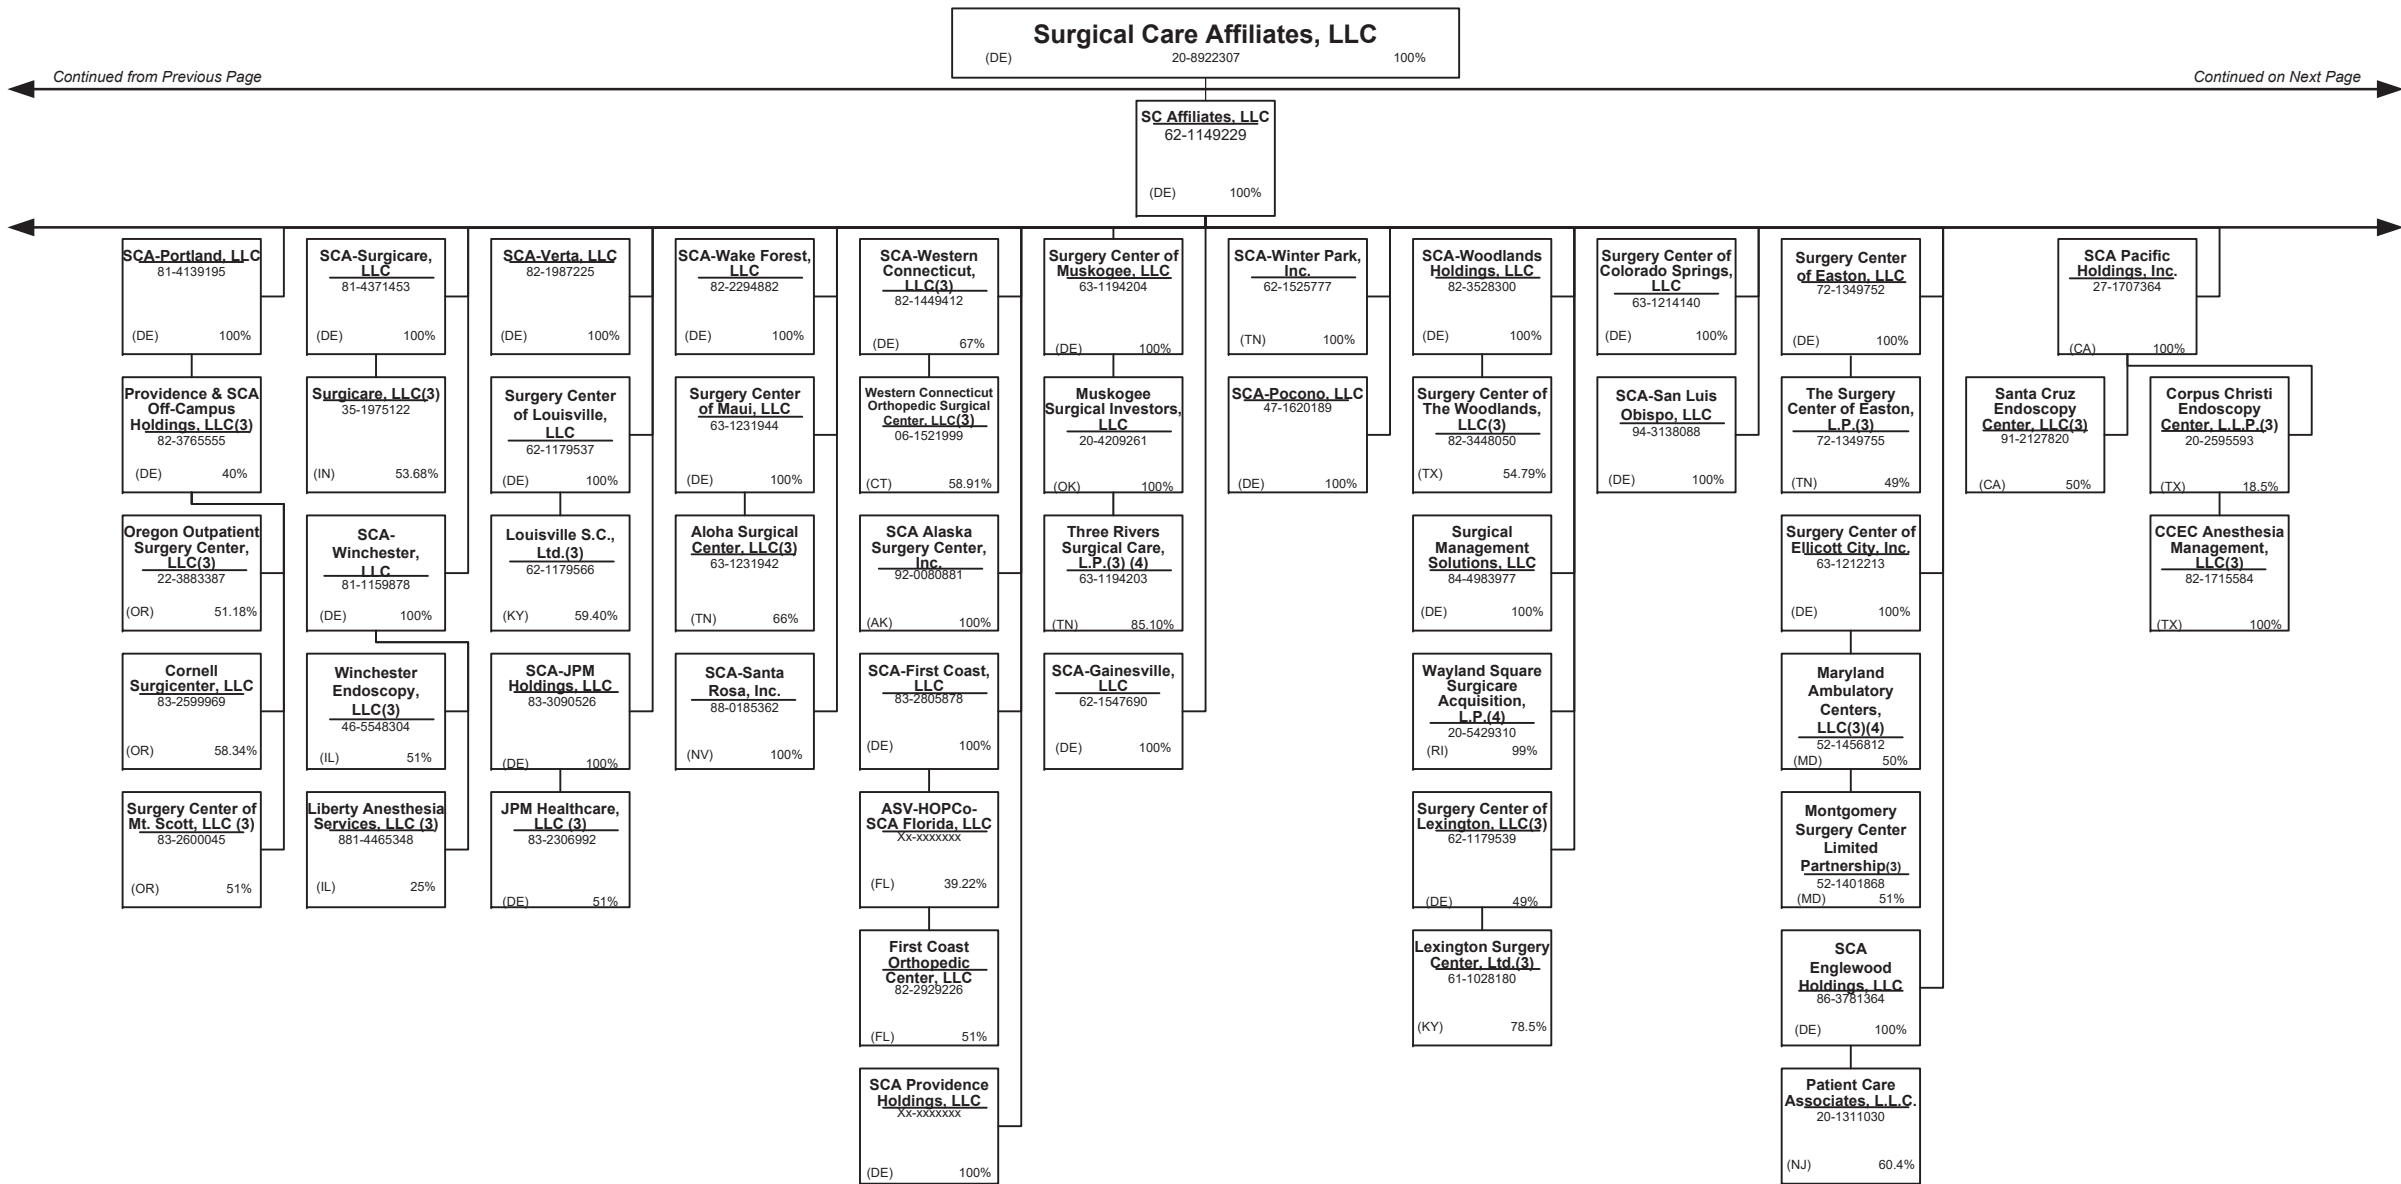 Surgical Care Affiliates, LLC
(DE) 20-8922307 100%
Continued from Previous Page
Continued on Next Page
SC Affiliates, LLC
62-1149229
(DE) 100%
SCA-Portland, LLC
81-4139195
(DE) 100%
Providence & SCA
Off-Campus
Holdings, LLC(3)
82-3765555
(DE) 40%
Oregon Outpatient
Surgery Center,
LLC(3)
22-3883387
(OR) 51.18%
Cornell
Surgicenter, LLC
83-2599969
(OR) 58.34%
Surgery Center of
Mt. Scott, LLC (3)
83-2600045
(OR) 51%
SCA-Surgicare,
LLC
81-4371453
(DE) 100%
Surgicare, LLC(3)
35-1975122
(IN) 53.68%
SCA-
Winchester,
LLC
81-1159878
(DE) 100%
Winchester
Endoscopy,
LLC(3)
46-5548304
(IL) 51%
Liberty Anesthesia
Services, LLC (3)
881-4465348
(IL) 25%
SCA-Verta, LLC
82-1987225
(DE) 100%
Surgery Center
of Louisville,
LLC
62-1179537
(DE) 100%
Louisville S.C.,
Ltd.(3)
62-1179566
(KY) 59.40%
SCA-JPM
Holdings, LLC
83-3090526
(DE) 100%
JPM Healthcare,
LLC (3)
83-2306992
(DE) 51%
SCA-Wake Forest,
LLC
82-2294882
(DE) 100%
Surgery Center
of Maui, LLC
63-1231944
(DE) 100%
Aloha Surgical
Center, LLC(3)
63-1231942
(TN) 66%
SCA-Santa
Rosa, Inc.
88-0185362
(NV) 100%
SCA-Western
Connecticut,
LLC(3)
82-1449412
(DE) 67%
Western Connecticut
Orthopedic Surgical
Center, LLC(3)
06-1521999
(CT) 58.91%
SCA Alaska
Surgery Center,
Inc.
92-0080881
(AK) 100%
SCA-First Coast,
LLC
83-2805878
(DE) 100%
ASV-HOPCo-
SCA Florida, LLC
Xx-xxxxxxx
(FL) 39.22%
First Coast
Orthopedic
Center, LLC
82-2929226
(FL) 51%
SCA Providence
Holdings, LLC
Xx-xxxxxxx
(DE) 100%
Surgery Center of
Muskogee, LLC
63-1194204
(DE) 100%
Muskogee
Surgical Investors,
LLC
20-4209261
(OK) 100%
Three Rivers
Surgical Care,
L.P.(3) (4)
63-1194203
(TN) 85.10%
SCA-Gainesville,
LLC
62-1547690
(DE) 100%
SCA-Winter Park,
Inc.
62-1525777
(TN) 100%
SCA-Pocono, LLC
47-1620189
(DE) 100%
SCA-Woodlands
Holdings, LLC
82-3528300
(DE) 100%
Surgery Center of
The Woodlands,
LLC(3)
82-3448050
(TX) 54.79%
Surgical
Management
Solutions, LLC
84-4983977
(DE) 100%
Wayland Square
Surgicare
Acquisition,
L.P.(4)
20-5429310
(RI) 99%
Surgery Center of
Lexington, LLC(3)
62-1179539
(DE) 49%
Lexington Surgery
Center, Ltd.(3)
61-1028180
(KY) 78.5%
Surgery Center of
Colorado Springs,
LLC
63-1214140
(DE) 100%
SCA-San Luis
Obispo, LLC
94-3138088
(DE) 100%
Surgery Center
of Easton, LLC
72-1349752
(DE) 100%
The Surgery
Center of Easton,
L.P.(3)
72-1349755
(TN) 49%
Surgery Center of
Ellicott City, Inc.
63-1212213
(DE) 100%
Maryland
Ambulatory
Centers,
LLC(3)(4)
52-1456812
(MD) 50%
Montgomery
Surgery Center
Limited
Partnership(3)
52-1401868
(MD) 51%
SCA
Englewood
Holdings, LLC
86-3781364
(DE) 100%
Patient Care
Associates, L.L.C.
20-1311030
(NJ) 60.4%
SCA Pacific
Holdings, Inc.
27-1707364
(CA) 100%
Santa Cruz
Endoscopy
Center, LLC(3)
91-2127820
(CA) 50%
Corpus Christi
Endoscopy
Center, L.L.P.(3)
20-2595593
(TX) 18.5%
CCEC Anesthesia
Management,
LLC(3)
82-1715584
(TX) 100%